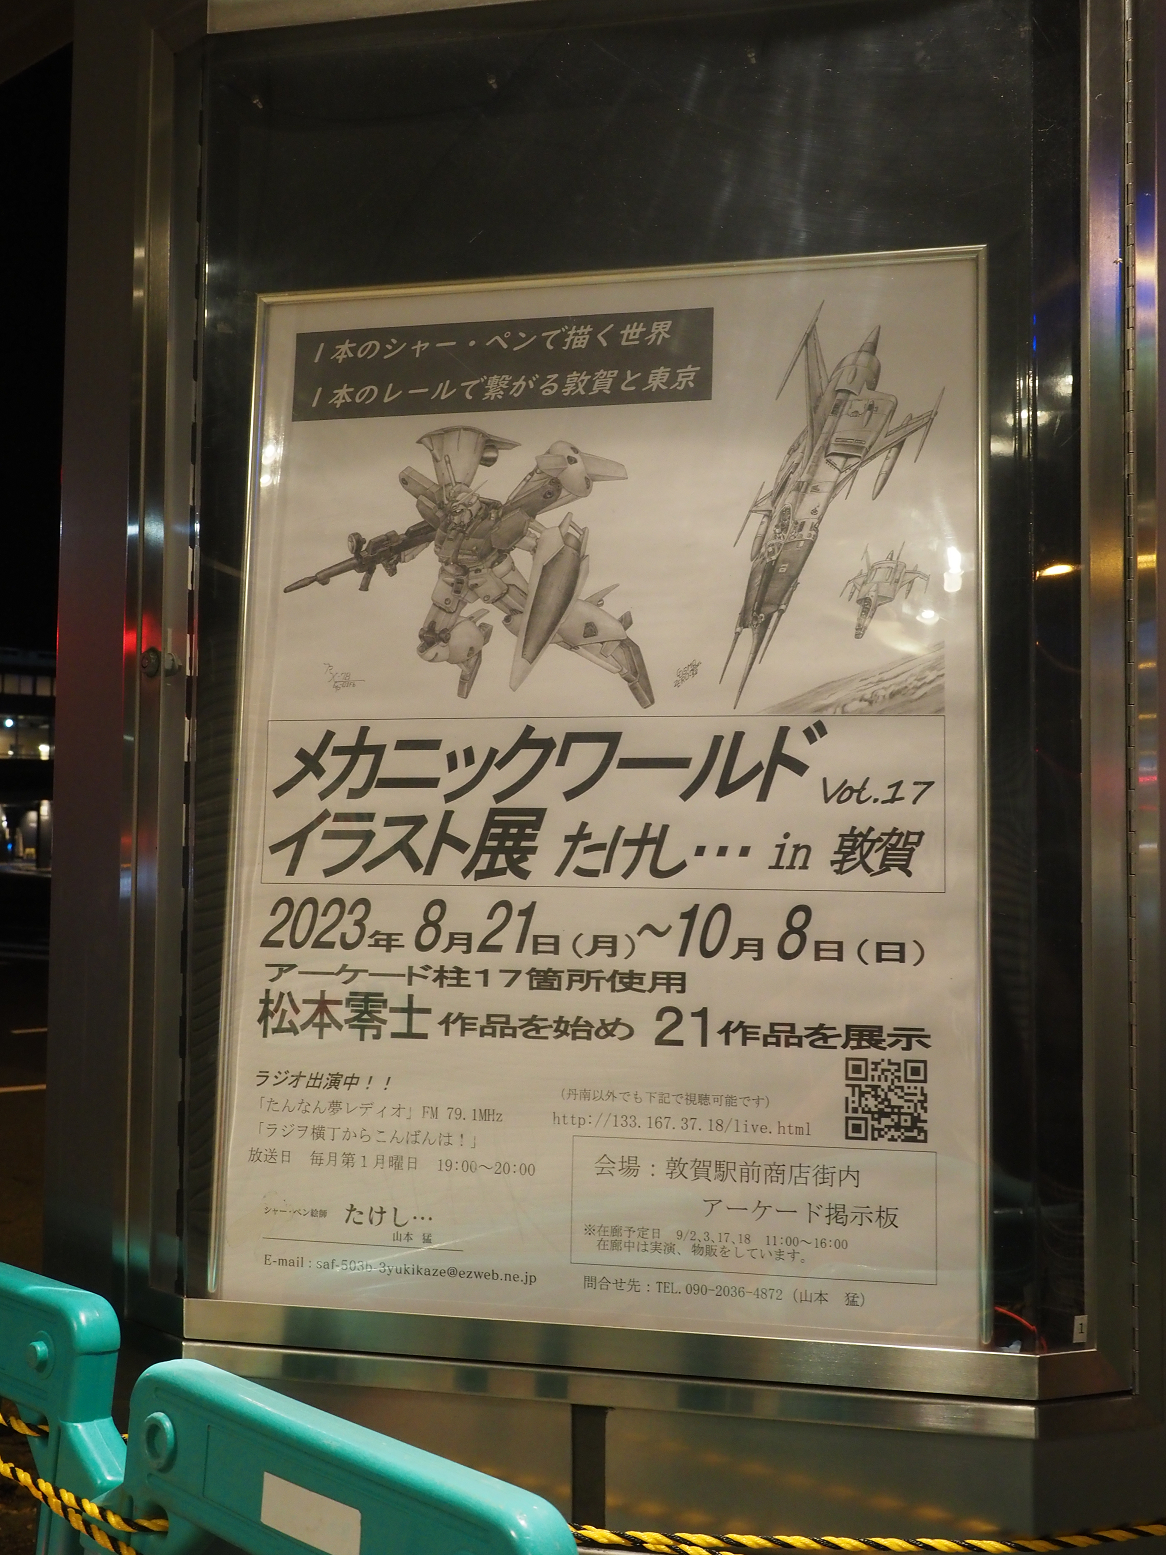 1本のシャー・ペンで描く世界
1本のレールで繋がる敦賀と東京
メカニックワールド Vol.17
イラスト展 たけし… in 敦賀
2023年 8月21日(月)~10月 8日(日)
アーケード柱17箇所使用
松本零士 作品を始め 21作品を展示
ラジオ出演中!!
「たんなん夢レディオ」FM 79.1MHz
「ラジヲ横丁からこんばんは!」
放送日 毎月第1月曜日 19:00~20:00
(丹南以外でも下記で視聴可能です)
http://133.167.37.18/live.html
シャー・ペン絵師 たけし…
山本 猛
E-mail:saf-503b-3yukikaze@ezweb.ne.jp
会場:敦賀駅前商店街内
アーケード掲示板
※在廊予定日 9/2,3,17,18 11:00~16:00
在廊中は実演、物販をしています。
問合せ先:TEL.090-2036-4872(山本 猛)
1